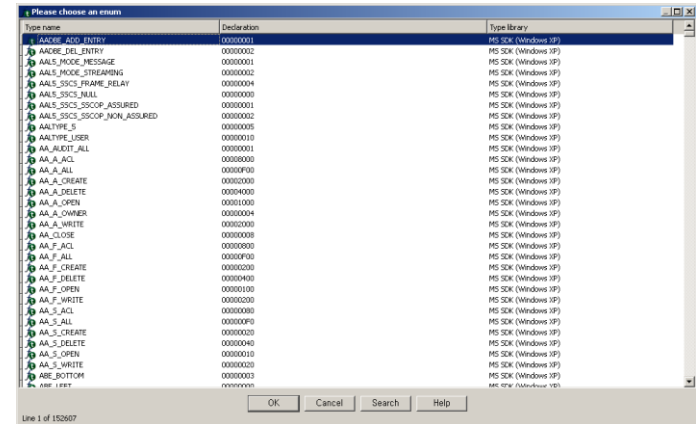 Please choose an enum
Type name Declaration Type library
AADBE_ADD_ENTRY 00000001 MS SDK (Windows XP)
AADBE_DEL_ENTRY 00000002 MS SDK (Windows XP)
AAL5_MODE_MESSAGE 00000001 MS SDK (Windows XP)
AAL5_MODE_STREAMING 00000002 MS SDK (Windows XP)
AAL5_SSCS_FRAME_RELAY 00000004 MS SDK (Windows XP)
AAL5_SSCS_NULL 00000000 MS SDK (Windows XP)
AAL5_SSCS_SSCOP_ASSURED 00000001 MS SDK (Windows XP)
AAL5_SSCS_SSCOP_NON_ASSURED 00000002 MS SDK (Windows XP)
AALTYPE_5 00000005 MS SDK (Windows XP)
AALTYPE_USER 00000010 MS SDK (Windows XP)
AA_AUDIT_ALL 00000001 MS SDK (Windows XP)
AA_A_ACL 00008000 MS SDK (Windows XP)
AA_A_ALL 0000F000 MS SDK (Windows XP)
AA_A_CREATE 00002000 MS SDK (Windows XP)
AA_A_DELETE 00004000 MS SDK (Windows XP)
AA_A_OPEN 00001000 MS SDK (Windows XP)
AA_A_OWNER 00000004 MS SDK (Windows XP)
AA_A_WRITE 00002000 MS SDK (Windows XP)
AA_CLOSE 00000008 MS SDK (Windows XP)
AA_F_ACL 00000800 MS SDK (Windows XP)
AA_F_ALL 00000F00 MS SDK (Windows XP)
AA_F_CREATE 00000200 MS SDK (Windows XP)
AA_F_DELETE 00000400 MS SDK (Windows XP)
AA_F_OPEN 00000100 MS SDK (Windows XP)
AA_F_WRITE 00000200 MS SDK (Windows XP)
AA_S_ACL 00000080 MS SDK (Windows XP)
AA_S_ALL 000000F0 MS SDK (Windows XP)
AA_S_CREATE 00000020 MS SDK (Windows XP)
AA_S_DELETE 00000040 MS SDK (Windows XP)
AA_S_OPEN 00000010 MS SDK (Windows XP)
AA_S_WRITE 00000020 MS SDK (Windows XP)
ABE_BOTTOM 00000003 MS SDK (Windows XP)
ABE_LEFT 00000000 MS SDK (Windows XP)
OK Cancel Search Help
Line 1 of 152607